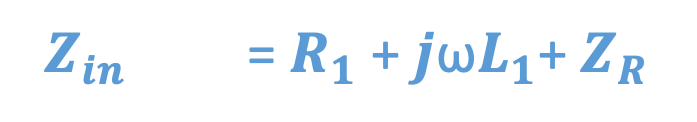 Z_in = R_1 + jωL_1 + Z_R